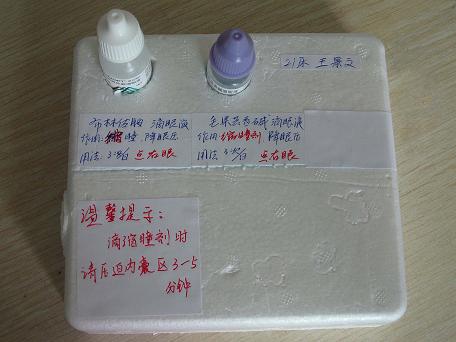 21床 王景文
布林佐胺 滴眼液
作用: 缩瞳 降眼压
用法: 3次/日 点右眼
毛果芸香碱 滴眼液
作用 缩瞳剂 降眼压
用法: 3次/日 点右眼
温馨提示:
滴缩瞳剂时
请压迫内囊区3-5
分钟